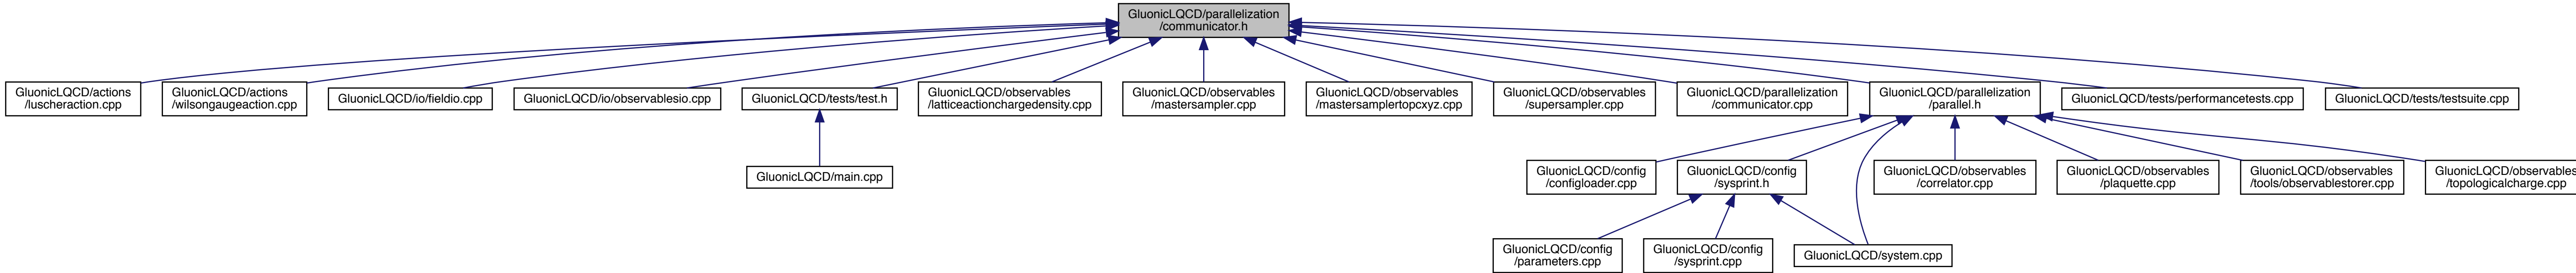 GluonicLQCD/parallelization
/communicator.h
GluonicLQCD/actions
/luscheraction.cpp
GluonicLQCD/actions
/wilsongaugeaction.cpp
GluonicLQCD/io/fieldio.cpp
GluonicLQCD/io/observablesio.cpp
GluonicLQCD/tests/test.h
GluonicLQCD/observables
/latticeactionchargedensity.cpp
GluonicLQCD/observables
/mastersampler.cpp
GluonicLQCD/observables
/mastersamplertopcxyz.cpp
GluonicLQCD/observables
/supersampler.cpp
GluonicLQCD/parallelization
/communicator.cpp
GluonicLQCD/parallelization
/parallel.h
GluonicLQCD/tests/performancetests.cpp
GluonicLQCD/tests/testsuite.cpp
GluonicLQCD/main.cpp
GluonicLQCD/config
/configloader.cpp
GluonicLQCD/config
/sysprint.h
GluonicLQCD/observables
/correlator.cpp
GluonicLQCD/observables
/plaquette.cpp
GluonicLQCD/observables
/tools/observablestorer.cpp
GluonicLQCD/observables
/topologicalcharge.cpp
GluonicLQCD/config
/parameters.cpp
GluonicLQCD/config
/sysprint.cpp
GluonicLQCD/system.cpp